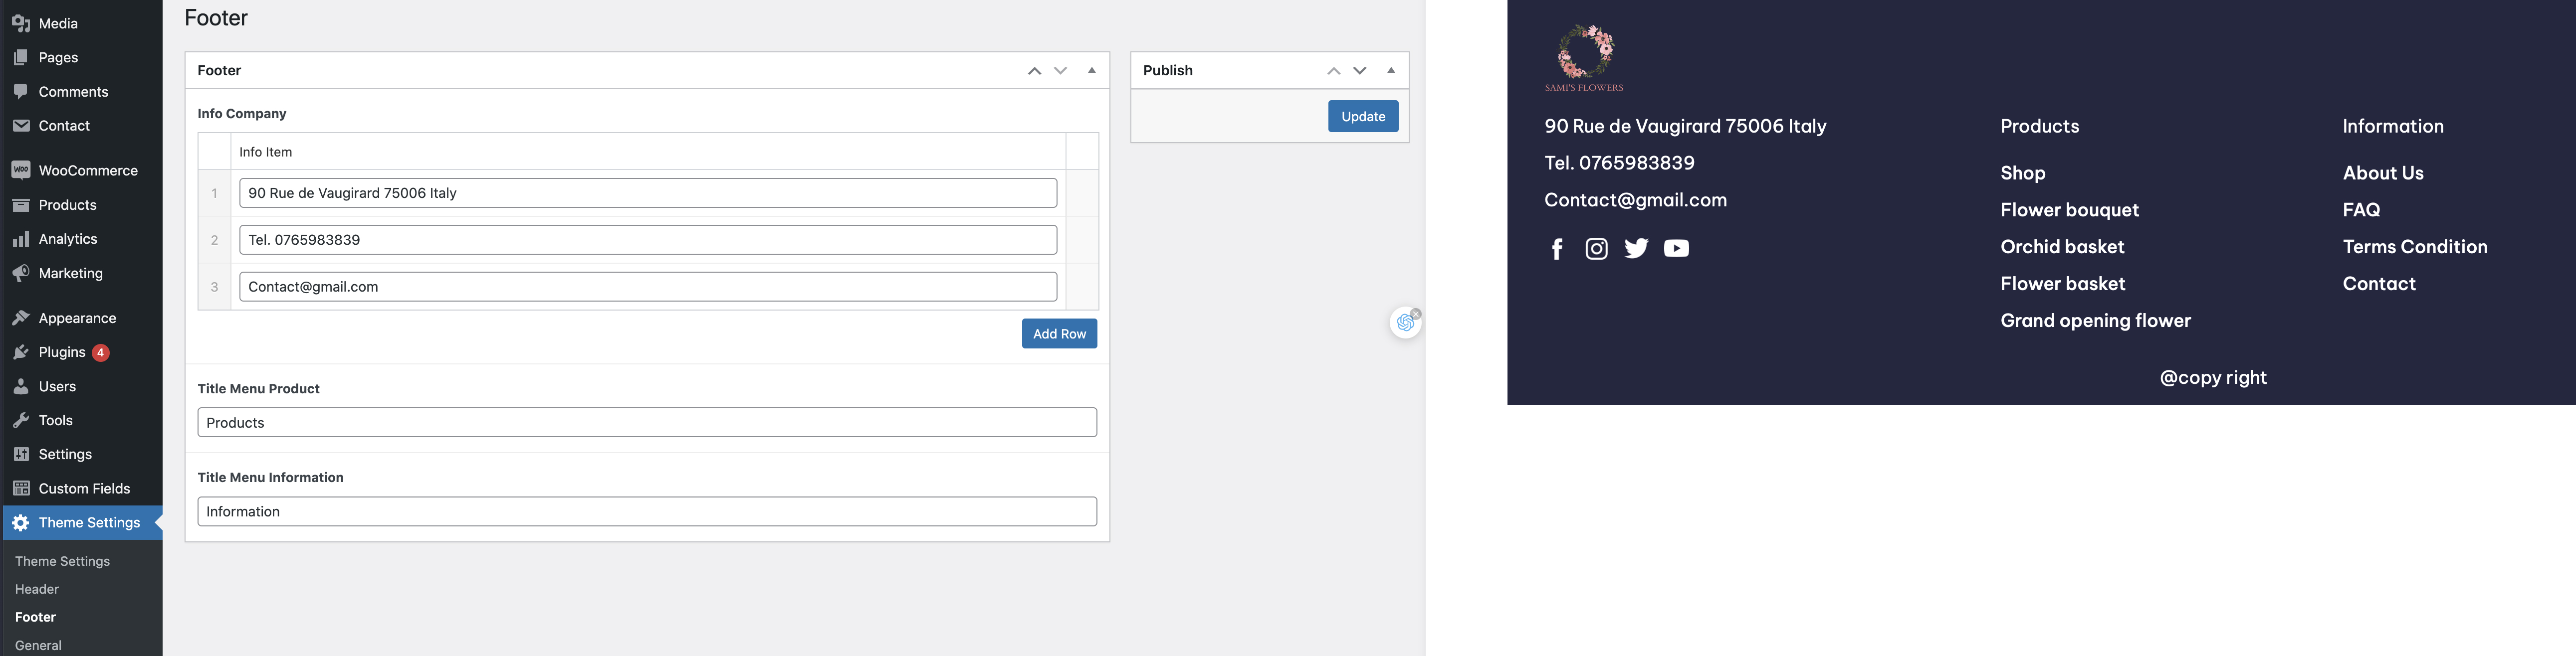 Media
Pages
Comments
Contact
WooCommerce
Products
Analytics
Marketing
Appearance
Plugins 4
Users
Tools
Settings
Custom Fields
Theme Settings
Theme Settings
Header
Footer
General
Footer
Footer
Info Company
Info Item
1 90 Rue de Vaugirard 75006 Italy
2 Tel. 0765983839
3 Contact@gmail.com
Add Row
Title Menu Product
Products
Title Menu Information
Information
Publish
Update
SAMI'S FLOWERS
90 Rue de Vaugirard 75006 Italy
Tel. 0765983839
Contact@gmail.com
Products
Shop
Flower bouquet
Orchid basket
Flower basket
Grand opening flower
Information
About Us
FAQ
Terms Condition
Contact
@copy right